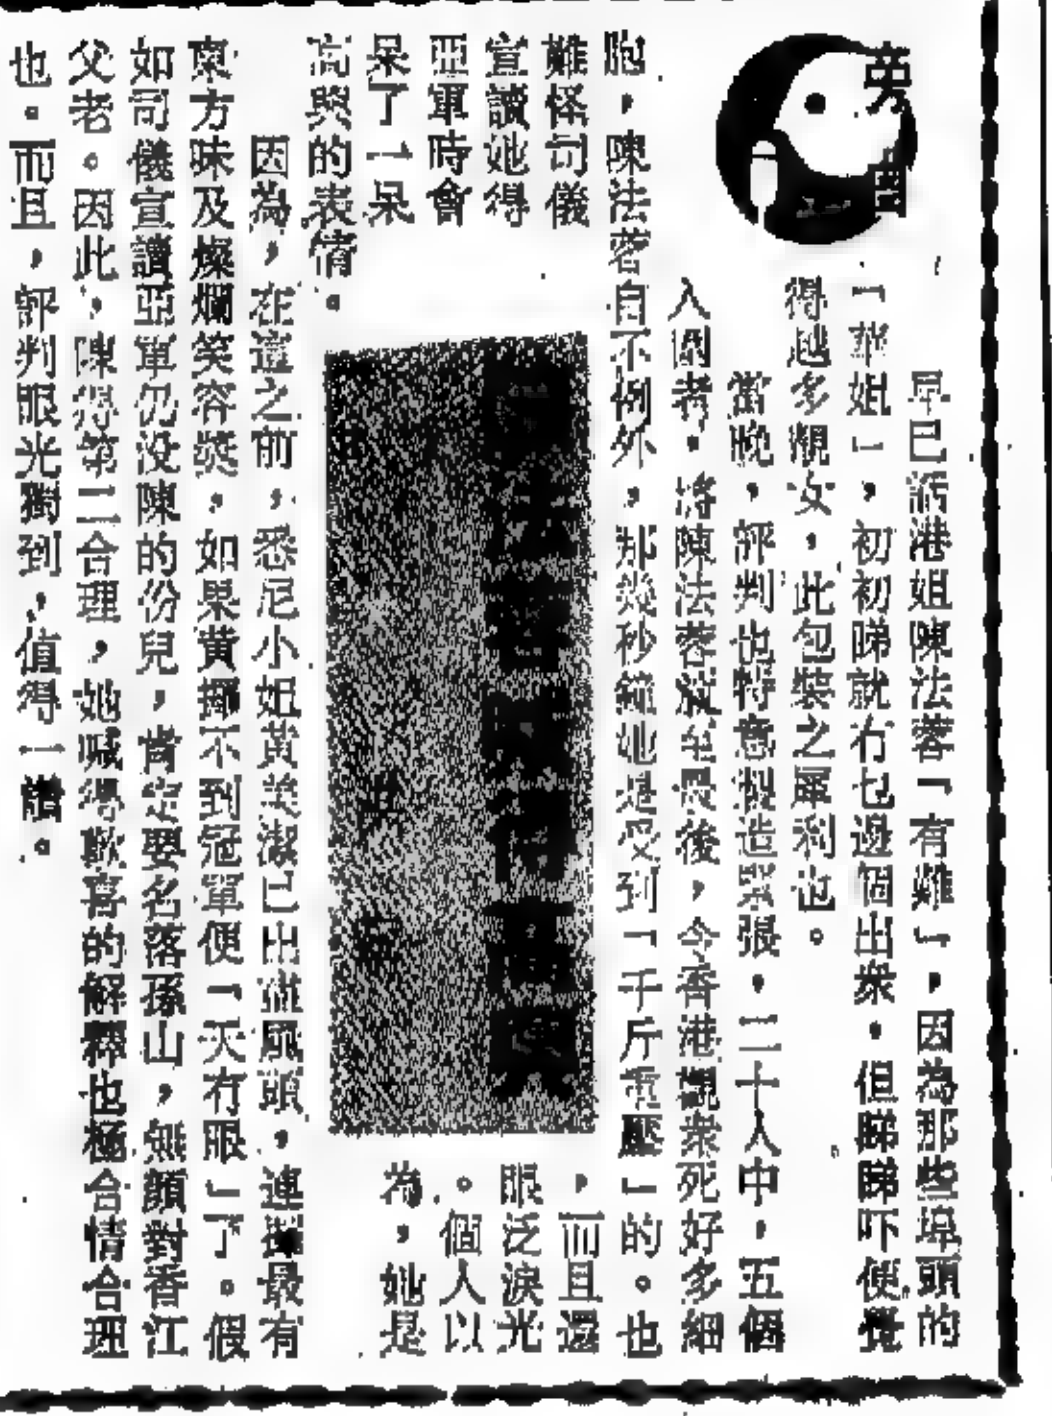 早已話港姐陳法蓉「有難」，因為那些埠頭的
「華姐」，初初睇就冇乜邊個出衆。但睇睇吓便覺
得越多靚女，此包裝之犀利也。
當晚，評判也特意製造緊張。二十人中，五個
入圍者。將陳法蓉放至最後，令香港觀衆死好多細
胞，陳法蓉自不例外，那幾秒鐘她是受到「千斤重壓」的。也
難怪司儀
宣讀她得
亞軍時會
呆了一呆
，而且還
眼泛淚光
。個人以
為，她是
高興的表情。
因為，在這之前，悉尼小姐黃美潔已出盡風頭，連攞最有
東方味及燦爛笑容獎，如果黃攞不到冠軍便「天冇眼」了。假
如司儀宣讀亞軍仍没陳的份兒，肯定要名落孫山，無顏對香江
父老。因此，陳得第二合理，她喊得歡喜的解釋也極合情合理
也。而且，評判眼光獨到，值得一讚。
法蓉